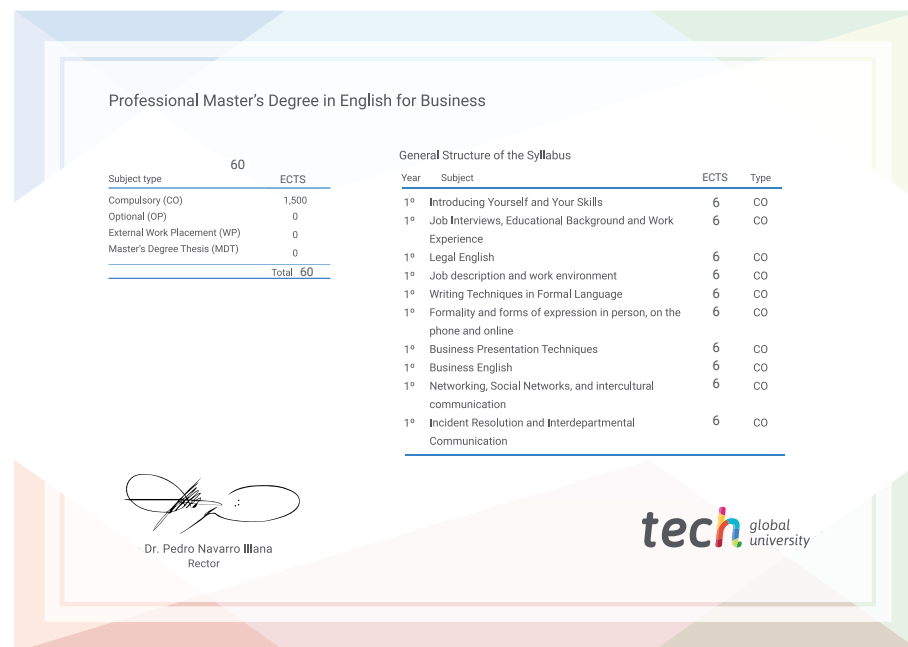 Professional Master's Degree in English for Business
60
Subject type ECTS
Compulsory (CO) 1,500
Optional (OP) 0
External Work Placement (WP) 0
Master's Degree Thesis (MDT) 0
Total 60
General Structure of the Syllabus
Year Subject ECTS Type
1º Introducing Yourself and Your Skills 6 CO
1º Job Interviews, Educational Background and Work 6 CO
Experience
1º Legal English 6 CO
1º Job description and work environment 6 CO
1º Writing Techniques in Formal Language 6 CO
1º Formality and forms of expression in person, on the 6 CO
phone and online
1º Business Presentation Techniques 6 CO
1º Business English 6 CO
1º Networking, Social Networks, and intercultural 6 CO
communication
1º Incident Resolution and Interdepartmental 6 CO
Communication
Dr. Pedro Navarro Illana
Rector
tech global
university